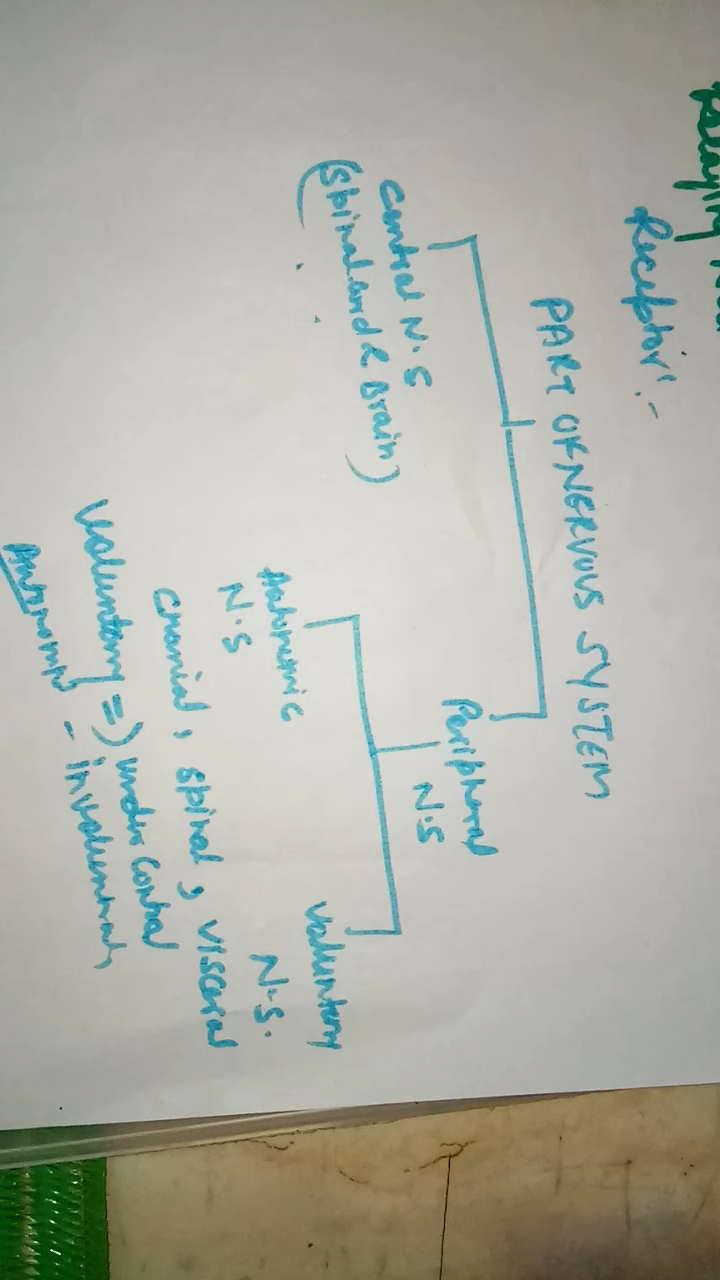 Relaying
Receptor :-
PART OF NERVOUS SYSTEM
Central N.S
(Spinal cord & Brain)
Peripheral
N.S
Autonomic
N.S
Voluntary
N.S.
Cranial, spinal, visceral
Voluntary => under control
Autonomic - involuntary